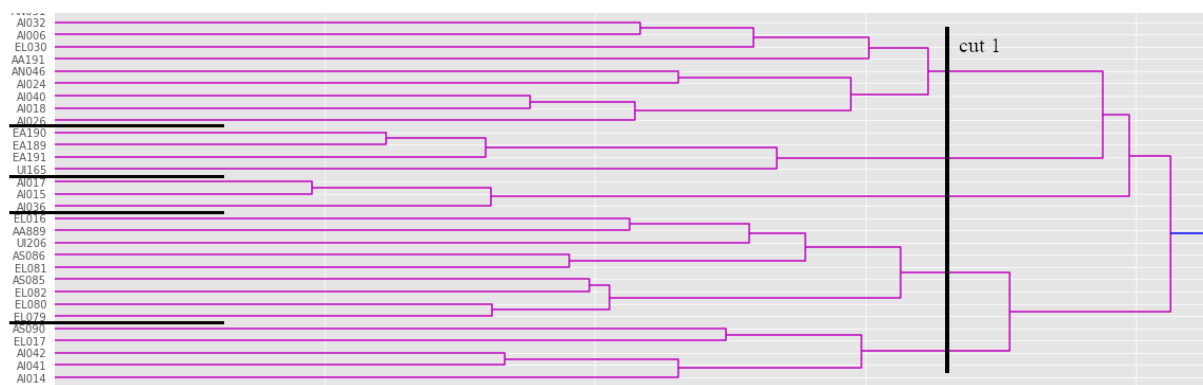 AI032
AI006
EL030
cut 1
AA191
AN046
AI024
AI040
AI018
AI026
EA190
EA189
EA191
UI165
AI017
AI015
AI036
EL016
AA889
UI206
AS086
EL081
AS085
EL082
EL080
EL079
AS090
EL017
AI042
AI041
AI014